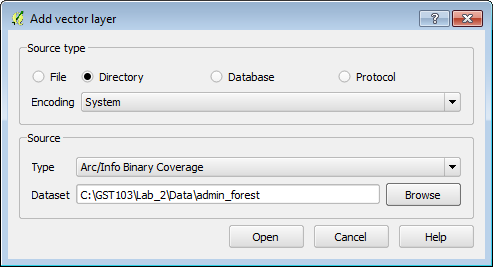 Add vector layer
Source type
File Directory Database Protocol
Encoding System
Source
Type Arc/Info Binary Coverage
Dataset C:\GST103\Lab_2\Data\admin_forest Browse
Open Cancel Help